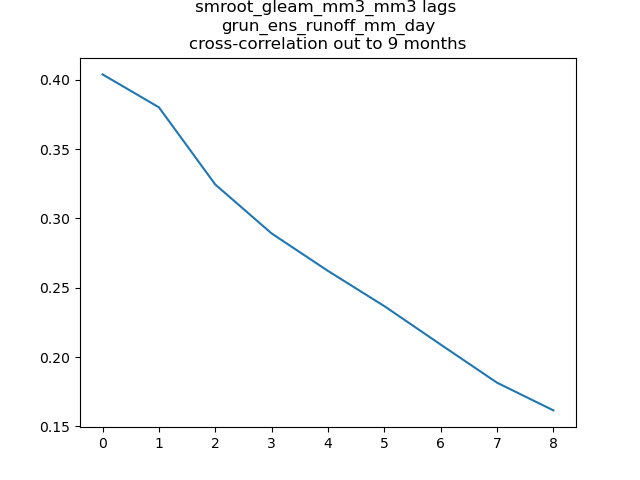 smroot_gleam_mm3_mm3 lags
grun_ens_runoff_mm_day
cross-correlation out to 9 months
0.40
0.35
0.30
0.25
0.20
0.15
0 1 2 3 4 5 6 7 8